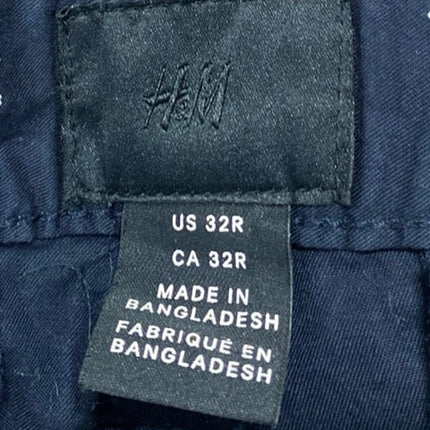 H&M
US 32R
CA 32R
MADE IN
BANGLADESH
FABRIQUÉ EN
BANGLADESH